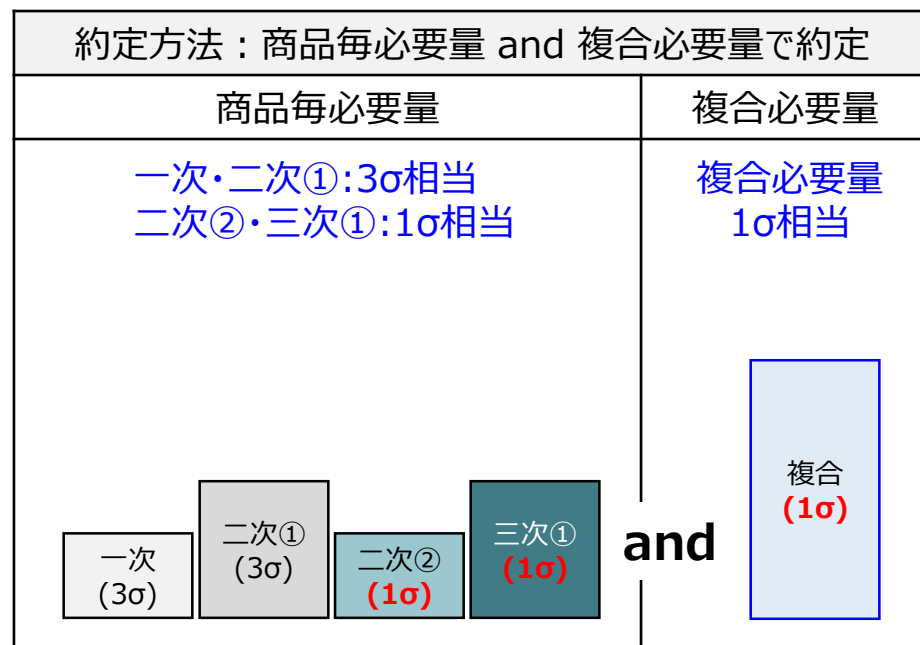 約定方法：商品毎必要量 and 複合必要量で約定
商品毎必要量
複合必要量
一次･二次①:3σ相当
二次②･三次①:1σ相当
複合必要量
1σ相当
一次
(3σ)
二次①
(3σ)
二次②
(1σ)
三次①
(1σ)
and
複合
(1σ)